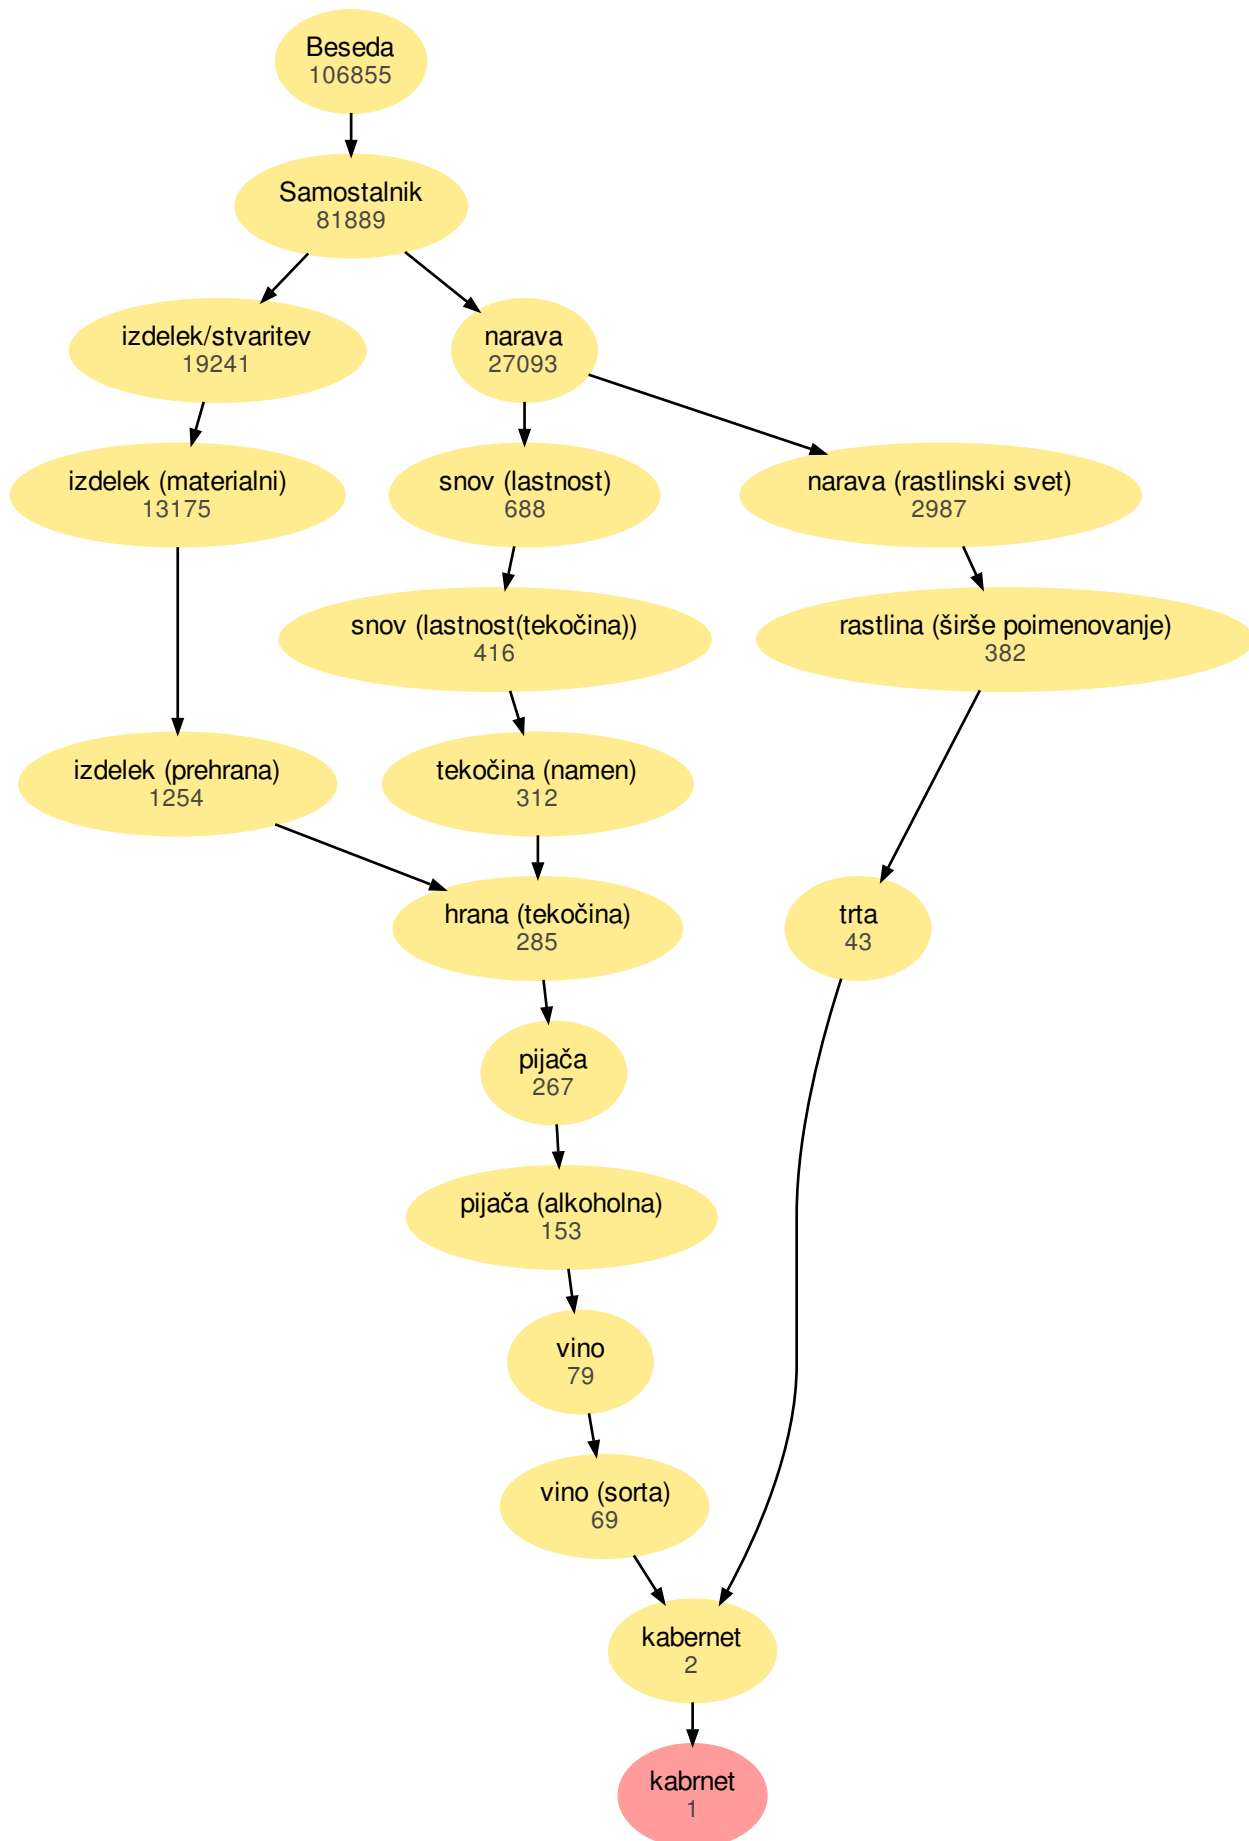 Beseda
106855
Samostalnik
81889
izdelek/stvaritev
19241
narava
27093
izdelek (materialni)
13175
snov (lastnost)
688
narava (rastlinski svet)
2987
snov (lastnost(tekočina))
416
rastlina (širše poimenovanje)
382
izdelek (prehrana)
1254
tekočina (namen)
312
hrana (tekočina)
285
trta
43
pijača
267
pijača (alkoholna)
153
vino
79
vino (sorta)
69
kabernet
2
kabrnet
1